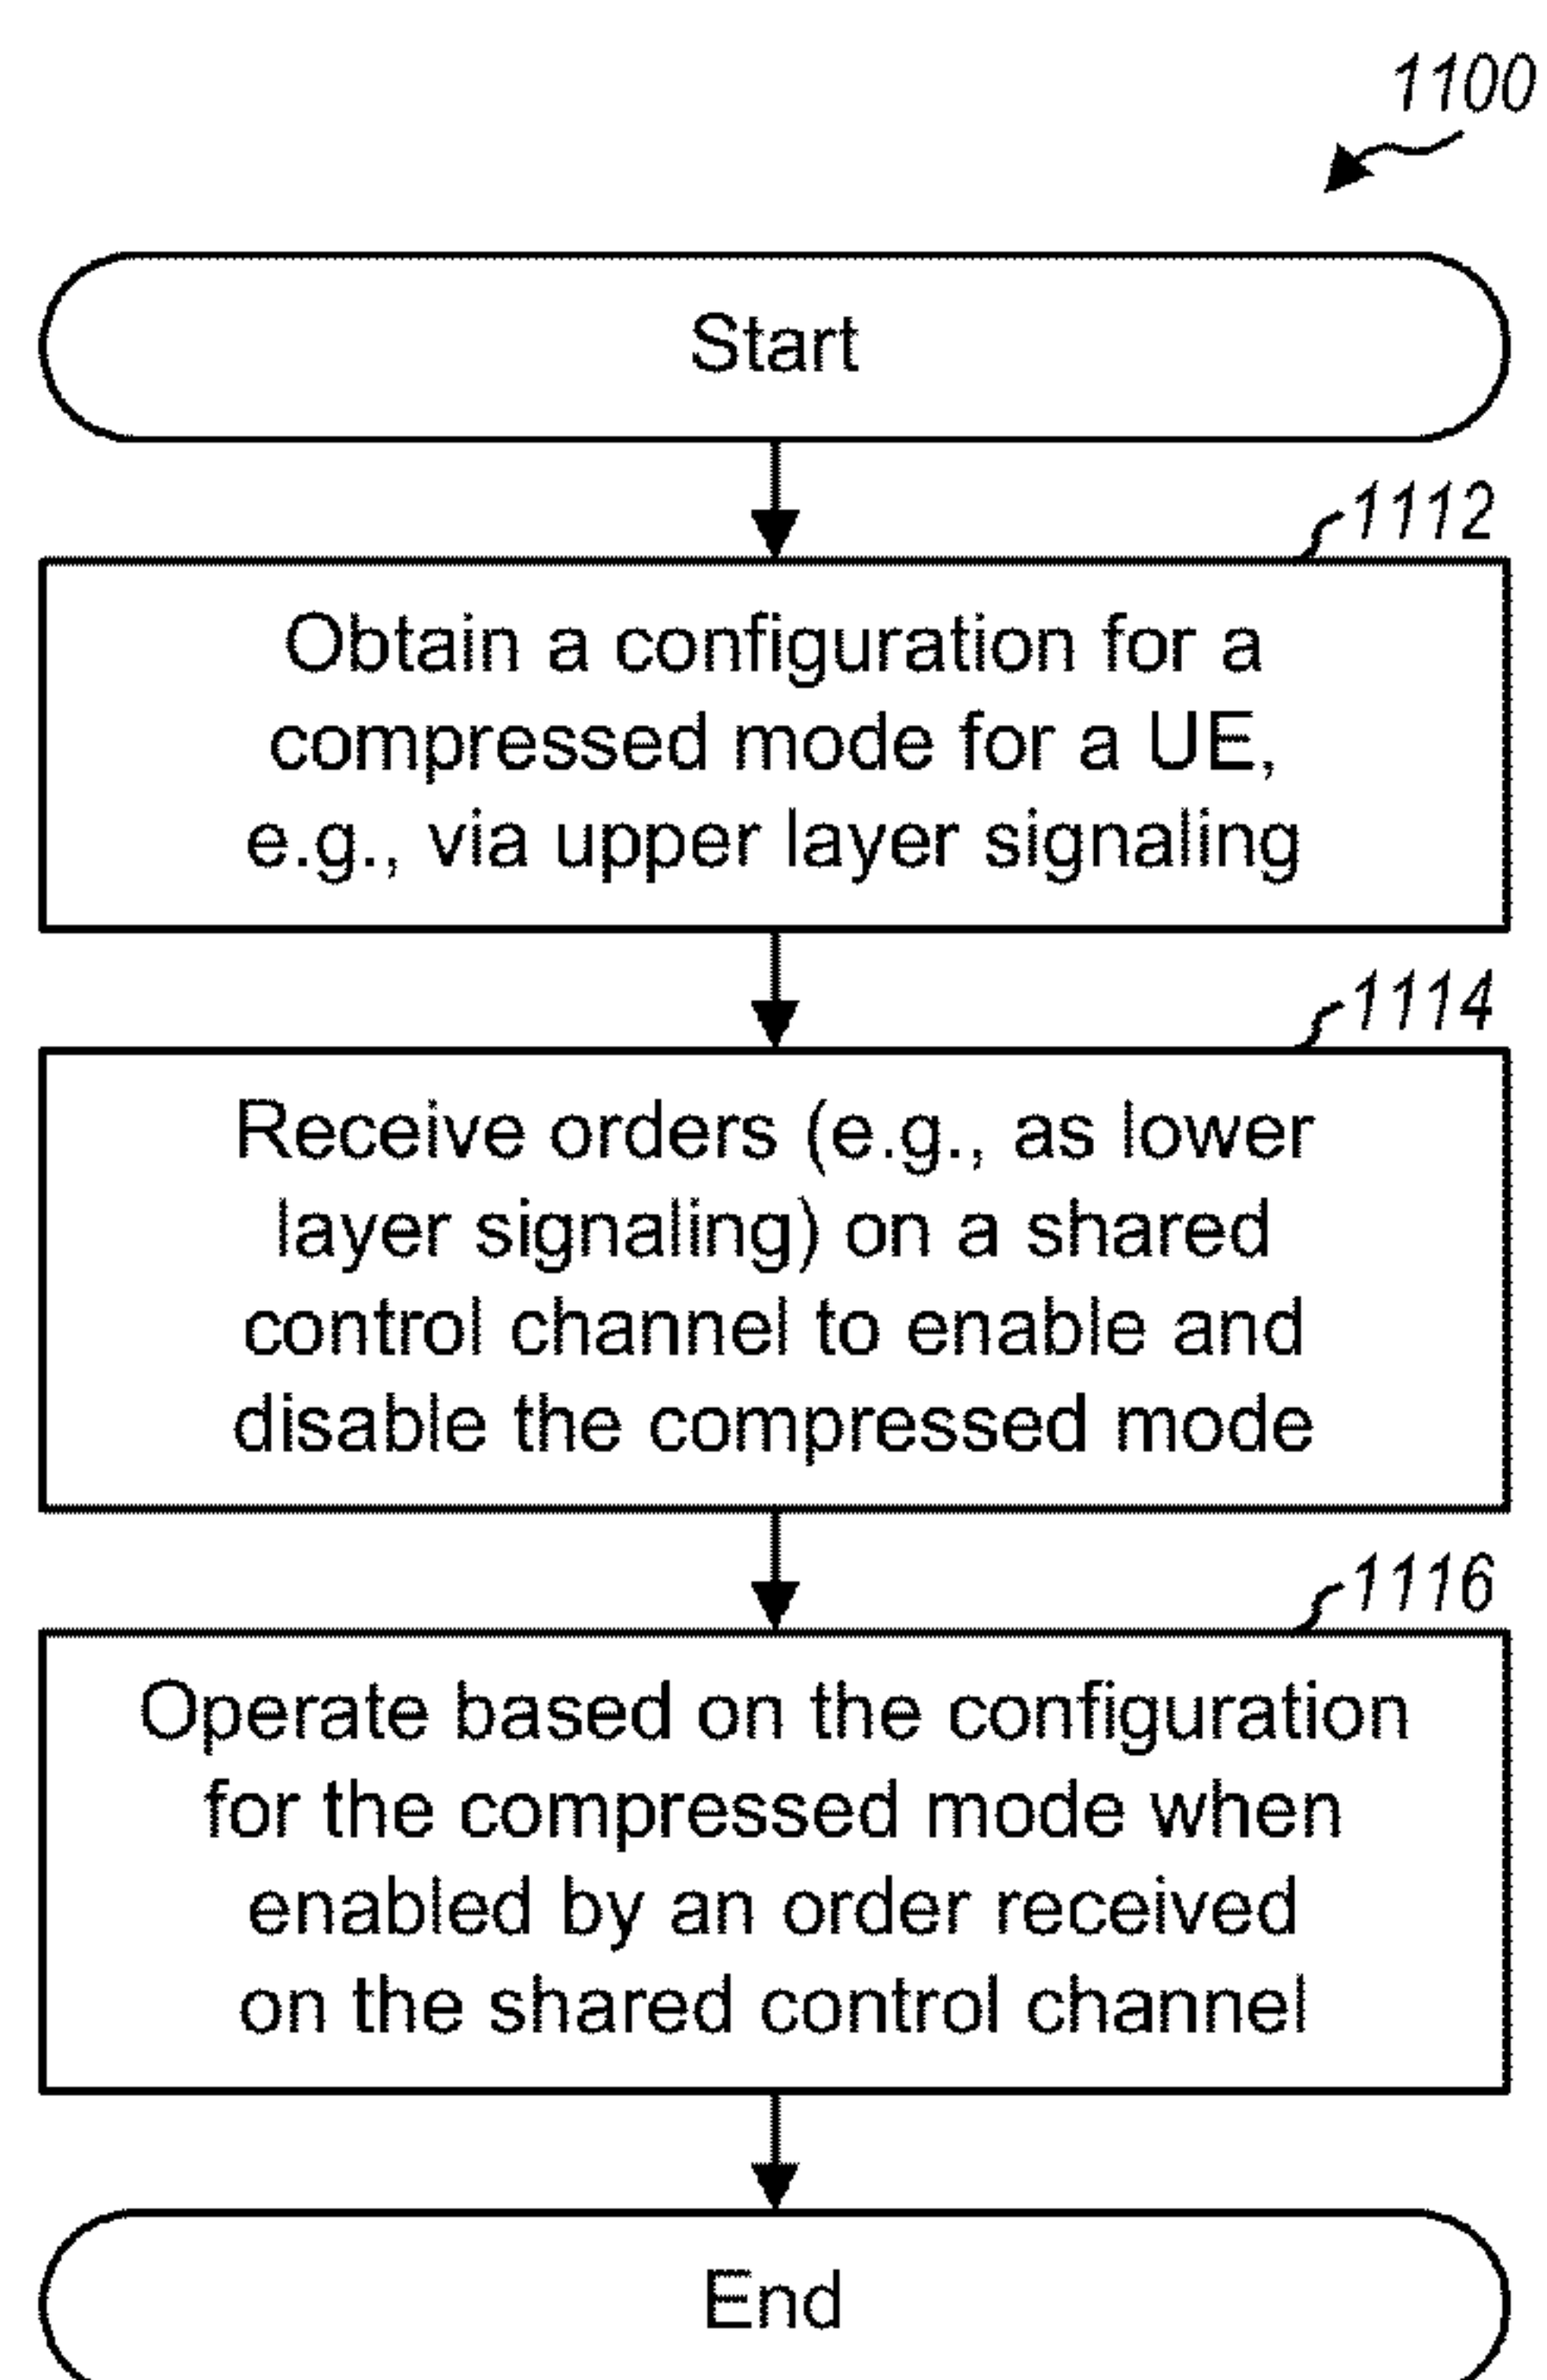 1100
Start
1112
Obtain a configuration for a
compressed mode for a UE,
e.g., via upper layer signaling
1114
Receive orders (e.g., as lower
layer signaling) on a shared
control channel to enable and
disable the compressed mode
1116
Operate based on the configuration
for the compressed mode when
enabled by an order received
on the shared control channel
End